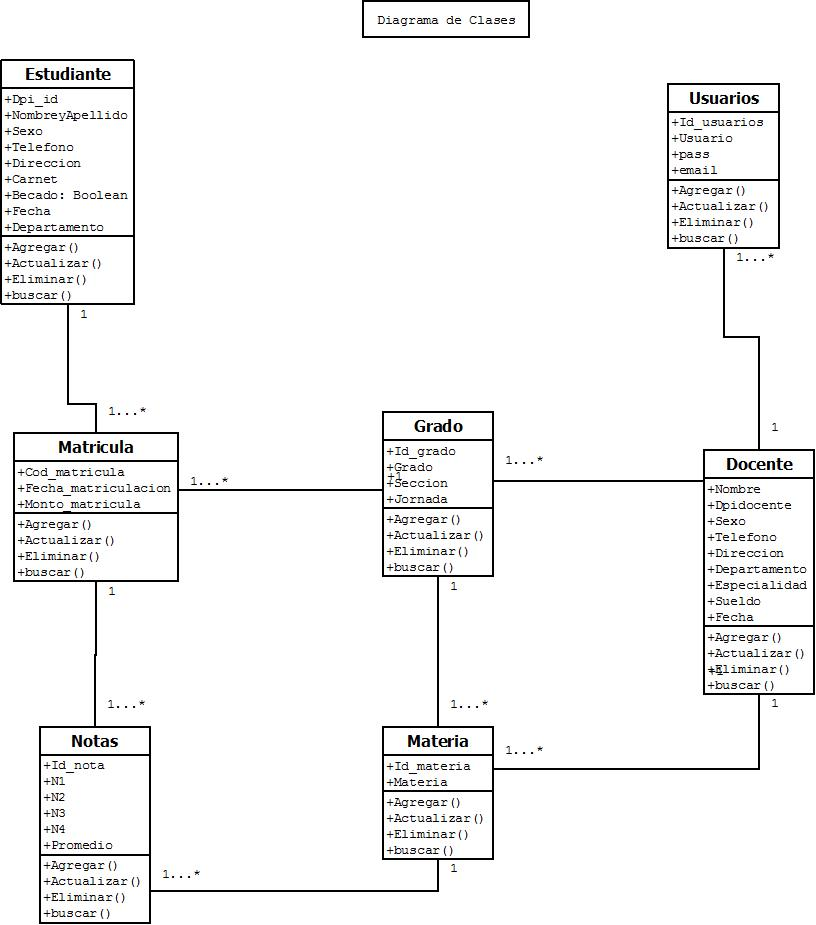 Diagrama de Clases
Estudiante
+Dpi_id
+NombreyApellido
+Sexo
+Telefono
+Direccion
+Carnet
+Becado: Boolean
+Fecha
+Departamento
+Agregar()
+Actualizar()
+Eliminar()
+buscar()
1
1...*
Usuarios
+Id_usuarios
+Usuario
+pass
+email
+Agregar()
+Actualizar()
+Eliminar()
+buscar()
1...*
1
Matricula
+Cod_matricula
+Fecha_matriculacion
+Monto_matricula
+Agregar()
+Actualizar()
+Eliminar()
+buscar()
1...*
1
1...*
Grado
+Id_grado
+Grado
+1
+Seccion
+Jornada
+Agregar()
+Actualizar()
+Eliminar()
+buscar()
1...*
1
1...*
Docente
+Nombre
+Dpidocente
+Sexo
+Telefono
+Direccion
+Departamento
+Especialidad
+Sueldo
+Fecha
+Agregar()
+Actualizar()
+Eliminar()
+1
+buscar()
1
Notas
+Id_nota
+N1
+N2
+N3
+N4
+Promedio
+Agregar()
+Actualizar()
+Eliminar()
+buscar()
1...*
Materia
+Id_materia
+Materia
+Agregar()
+Actualizar()
+Eliminar()
+buscar()
1...*
1